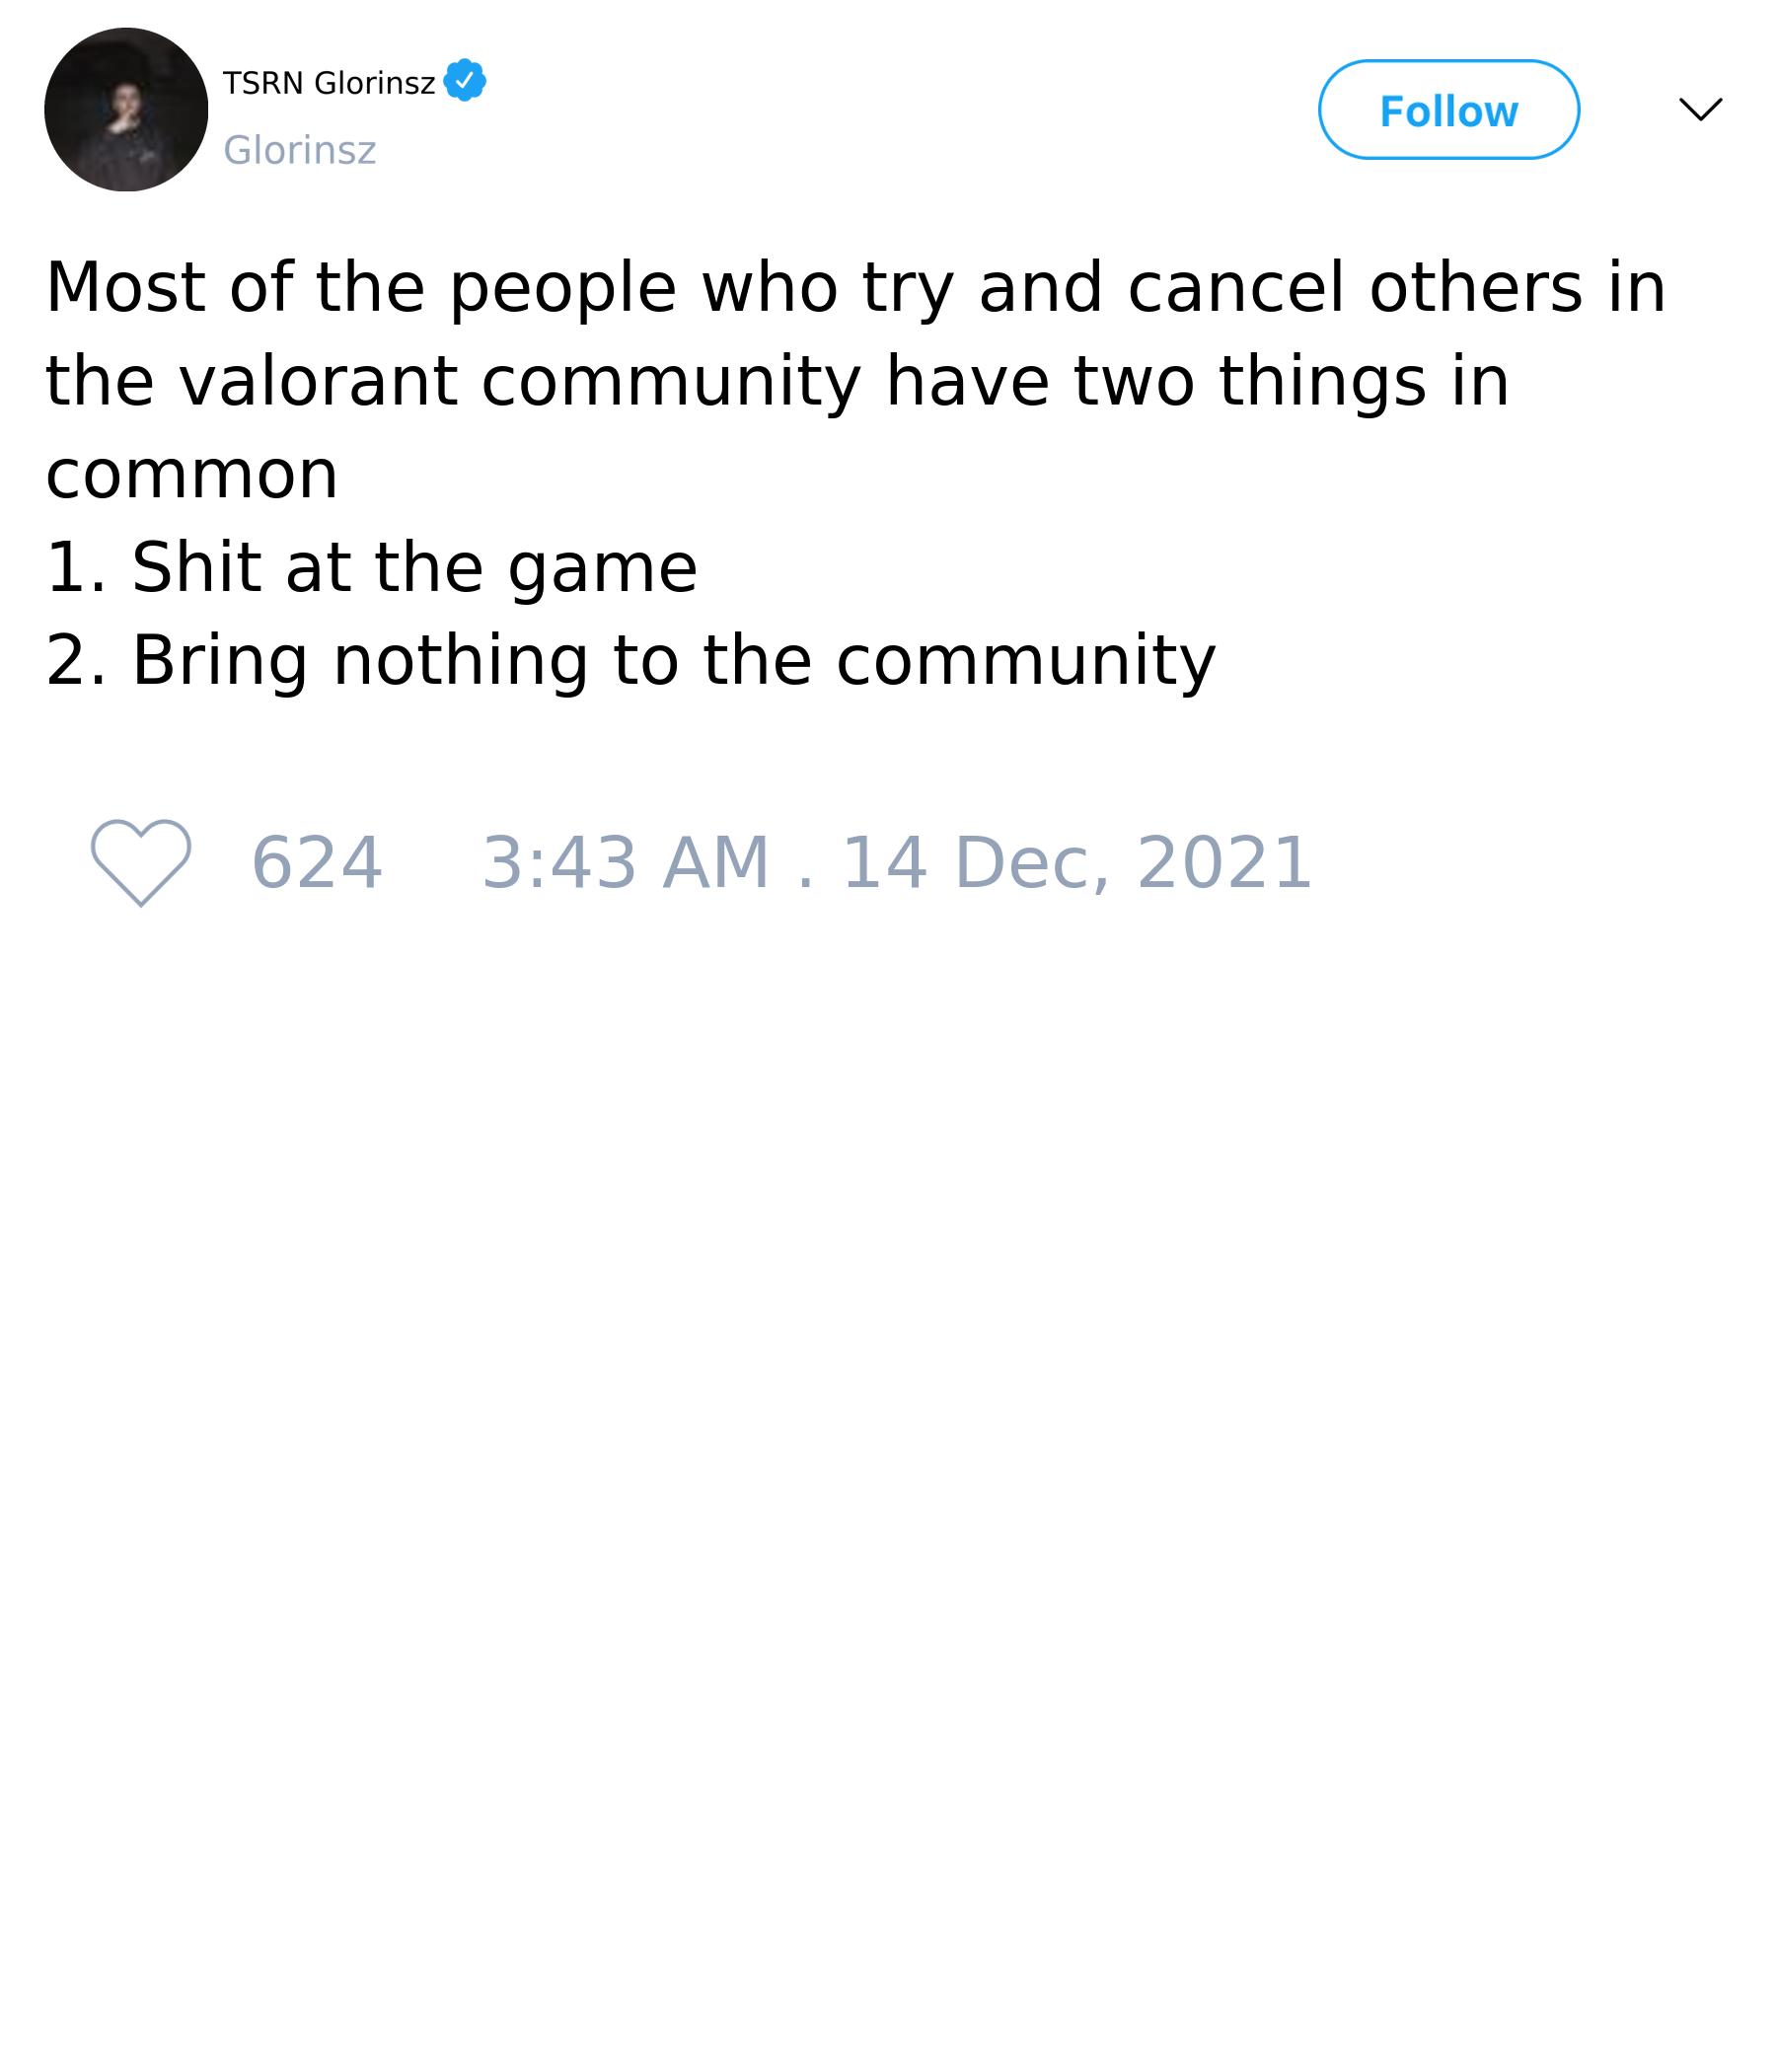 TSRN Glorinsz
Glorinsz
Follow
Most of the people who try and cancel others in
the valorant community have two things in
common
1. Shit at the game
2. Bring nothing to the community
624 3:43 AM . 14 Dec, 2021